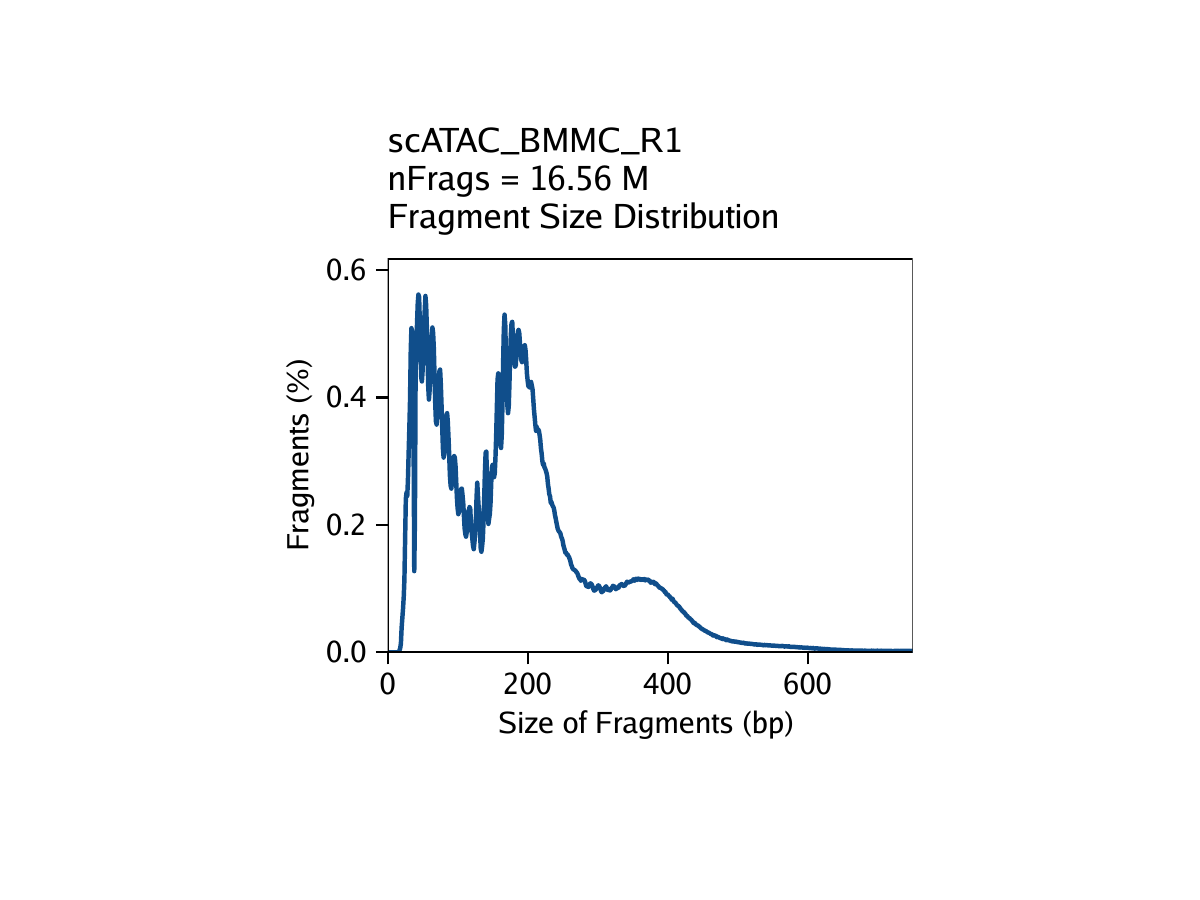 scATAC_BMMC_R1
nFrags = 16.56 M
Fragment Size Distribution
0.6
0.4
0.2
0.0
Fragments (%)
0 200 400 600
Size of Fragments (bp)